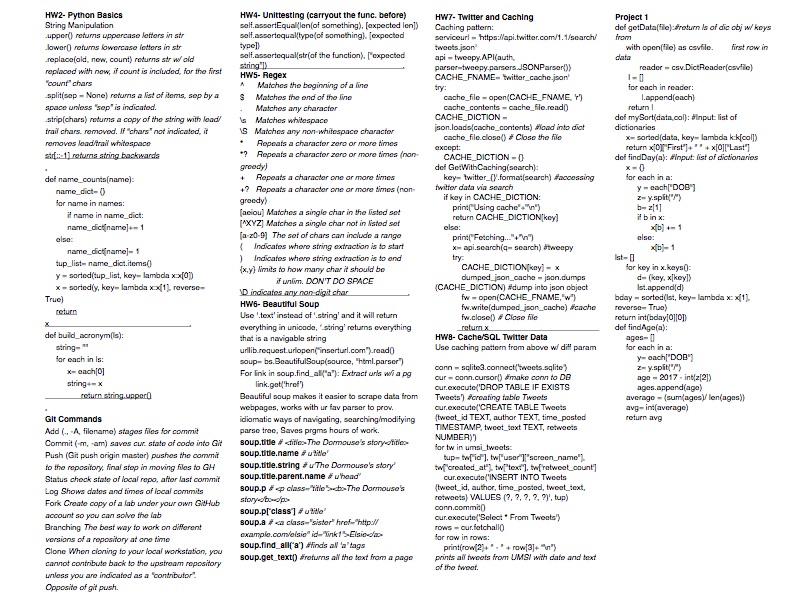 HW2- Python Basics
String Manipulation
.upper() returns uppercase letters in str
.lower() returns lowercase letters in str
.replace(old, new, count) returns str w/ old
replaced with new, if count is included, for the first
"count" chars
.split(sep = None) returns a list of items, sep by a
space unless "sep" is indicated.
.strip(chars) returns a copy of the string with lead/
trail chars. removed. If "chars" not indicated, it
removes lead/trail whitespace
str[::-1] returns string backwards
.
def name_counts(name):
name_dict= {}
for name in names:
if name in name_dict:
name_dict[name]+= 1
else:
name_dict[name]= 1
tup_list= name_dict.items()
y = sorted(tup_list, key= lambda x:x[0])
x = sorted(y, key= lambda x:x[1], reverse=
True)
return
x.
def build_acronym(ls):
string= ""
for each in ls:
x= each[0]
string+= x
return string.upper()
.
Git Commands
Add (., -A, filename) stages files for commit
Commit (-m, -am) saves cur. state of code into Git
Push (Git push origin master) pushes the commit
to the repository, final step in moving files to GH
Status check state of local repo, after last commit
Log Shows dates and times of local commits
Fork Create copy of a lab under your own GitHub
account so you can solve the lab
Branching The best way to work on different
versions of a repository at one time
Clone When cloning to your local workstation, you
cannot contribute back to the upstream repository
unless you are indicated as a "contributor".
Opposite of git push.
HW4- Unittesting (carryout the func. before)
self.assertEqual(len(of something), [expected len])
self.assertequal(type(of something), [expected
type])
self.assertequal(str(of the function), ["expected
string"])
HW5- Regex
^ Matches the beginning of a line
$ Matches the end of the line
. Matches any character
\s Matches whitespace
\S Matches any non-whitespace character
* Repeats a character zero or more times
*? Repeats a character zero or more times (non-
greedy)
+ Repeats a character one or more times
+? Repeats a character one or more times (non-
greedy)
[aeiou] Matches a single char in the listed set
[^XYZ] Matches a single char not in listed set
[a-z0-9] The set of chars can include a range
( Indicates where string extraction is to start
) Indicates where string extraction is to end
{x,y} limits to how many char it should be
if unlim. DON'T DO SPACE
\D indicates any non-digit char
HW6- Beautiful Soup
Use '.text' instead of '.string' and it will return
everything in unicode, '.string' returns everything
that is a navigable string
urllib.request.urlopen("inserturl.com").read()
soup= bs.BeautifulSoup(source, "html.parser")
For link in soup.find_all("a"): Extract urls w/i a pg
link.get('href')
Beautiful soup makes it easier to scrape data from
webpages, works with ur fav parser to prov.
idiomatic ways of navigating, searching/modifying
parse tree, Saves prgms hours of work.
soup.title # <title>The Dormouse's story</title>
soup.title.name # u'title'
soup.title.string # u'The Dormouse's story'
soup.title.parent.name # u'head'
soup.p # <p class="title"><b>The Dormouse's
story</b></p>
soup.p['class'] # u'title'
soup.a # <a class="sister" href="http://
example.com/elsie" id="link1">Elsie</a>
soup.find_all('a') #finds all 'a' tags
soup.get_text() #returns all the text from a page
HW7- Twitter and Caching
Caching pattern:
serviceurl = 'https://api.twitter.com/1.1/search/
tweets.json'
api = tweepy.API(auth,
parser=tweepy.parsers.JSONParser())
CACHE_FNAME= 'twitter_cache.json'
try:
cache_file = open(CACHE_FNAME, 'r')
cache_contents = cache_file.read()
CACHE_DICTION =
json.loads(cache_contents) #load into dict
cache_file.close() # Close the file
except:
CACHE_DICTION = {}
def GetWithCaching(search):
key= 'twitter_{}'.format(search) #accessing
twitter data via search
if key in CACHE_DICTION:
print("Using cache"+"\n")
return CACHE_DICTION[key]
else:
print("Fetching..."+"\n")
x= api.search(q= search) #tweepy
try:
CACHE_DICTION[key] = x
dumped_json_cache = json.dumps
(CACHE_DICTION) #dump into json object
fw = open(CACHE_FNAME,"w")
fw.write(dumped_json_cache) #cache
fw.close() # Close file
return x
HW8- Cache/SQL Twitter Data
Use caching pattern from above w/ diff param
conn = sqlite3.connect('tweets.sqlite')
cur = conn.cursor() #make conn to DB
cur.execute('DROP TABLE IF EXISTS
Tweets') #creating table Tweets
cur.execute('CREATE TABLE Tweets
(tweet_id TEXT, author TEXT, time_posted
TIMESTAMP, tweet_text TEXT, retweets
NUMBER)')
for tw in umsi_tweets:
tup= tw["id"], tw["user"]["screen_name"],
tw["created_at"], tw["text"], tw['retweet_count']
cur.execute('INSERT INTO Tweets
(tweet_id, author, time_posted, tweet_text,
retweets) VALUES (?, ?, ?, ?, ?)', tup)
conn.commit()
cur.execute('Select * From Tweets')
rows = cur.fetchall()
for row in rows:
print(row[2]+ " - " + row[3]+ "\n")
prints all tweets from UMSI with date and text
of the tweet.
Project 1
def getData(file):#return ls of dic obj w/ keys
from
with open(file) as csvfile. first row in
data
reader = csv.DictReader(csvfile)
l = []
for each in reader:
l.append(each)
return l
def mySort(data,col): #Input: list of
dictionaries
x= sorted(data, key= lambda k:k[col])
return x[0]["First"]+ " " + x[0]["Last"]
def findDay(a): #Input: list of dictionaries
x = {}
for each in a:
y = each["DOB"]
z= y.split("/")
b= z[1]
if b in x:
x[b] += 1
else:
x[b]= 1
lst= []
for key in x.keys():
d= (key, x[key])
lst.append(d)
bday = sorted(lst, key= lambda x: x[1],
reverse= True)
return int(bday[0][0])
def findAge(a):
ages= []
for each in a:
y= each["DOB"]
z= y.split("/")
age = 2017 - int(z[2])
ages.append(age)
average = (sum(ages)/ len(ages))
avg= int(average)
return avg